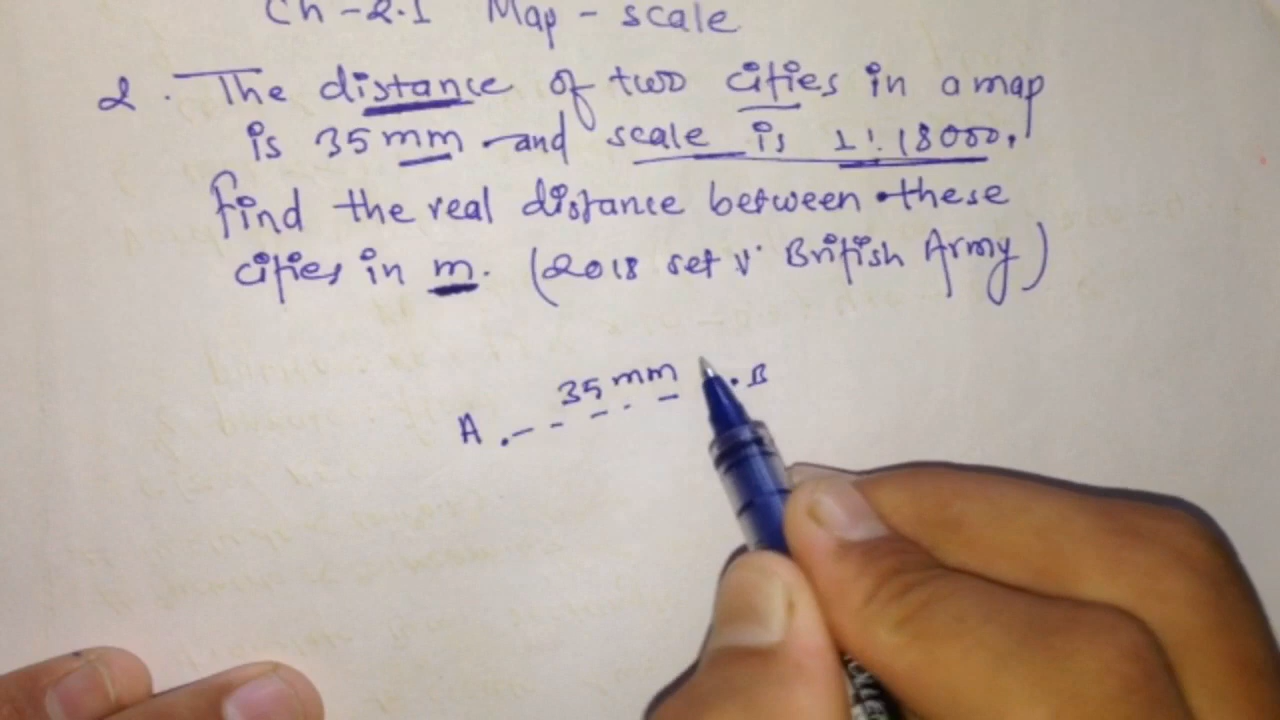 Ch-2.1 Map-scale
2. The distance of two cities in a map
is 35 mm and scale is 1:18000.
Find the real distance between these
cities in m. (2018 set V British Army)
35 mm
A . . B